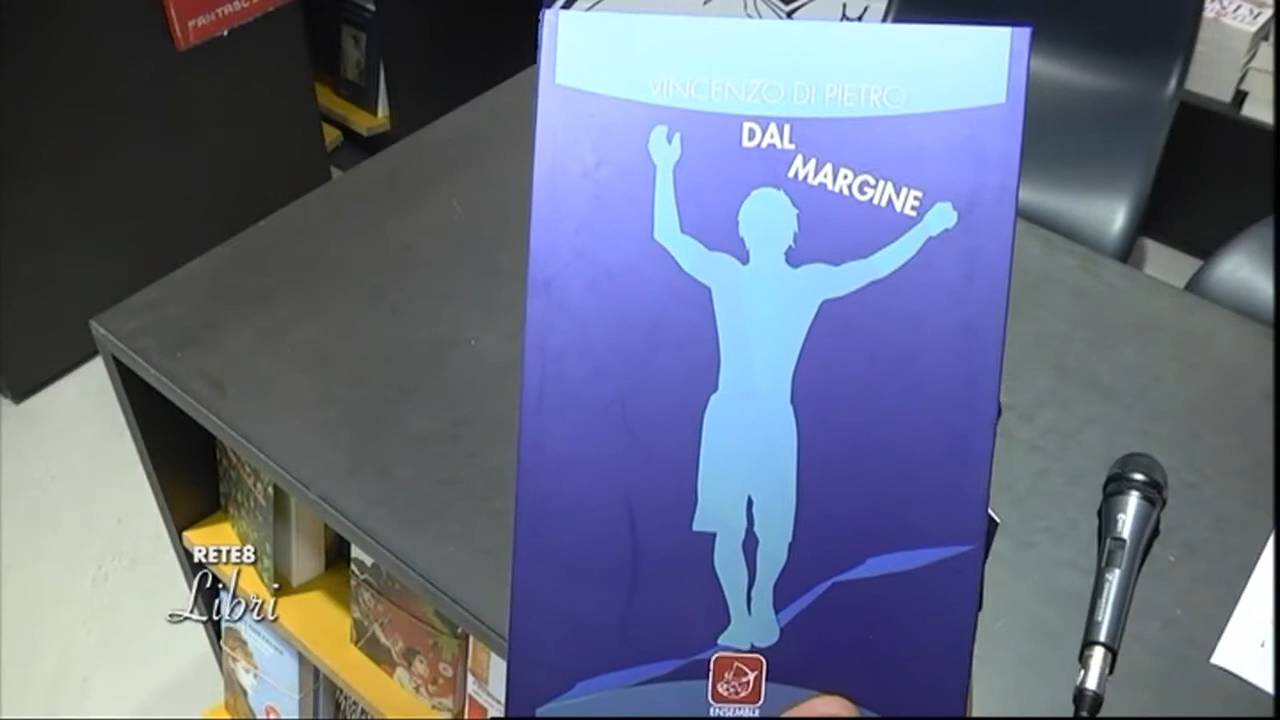 VINCENZO DI PIETRO
DAL
MARGINE
ENSEMBLE
RETE8
Libri